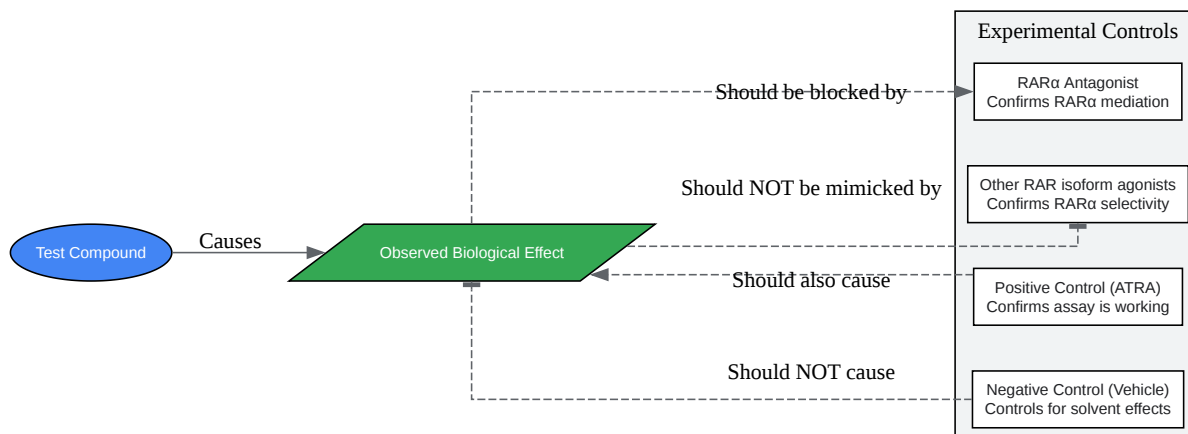 Experimental Controls
RARα Antagonist
Confirms RARα mediation
Should be blocked by
Other RAR isoform agonists
Confirms RARα selectivity
Should NOT be mimicked by
Test Compound
Causes
Observed Biological Effect
Should also cause
Positive Control (ATRA)
Confirms assay is working
Should NOT cause
Negative Control (Vehicle)
Controls for solvent effects